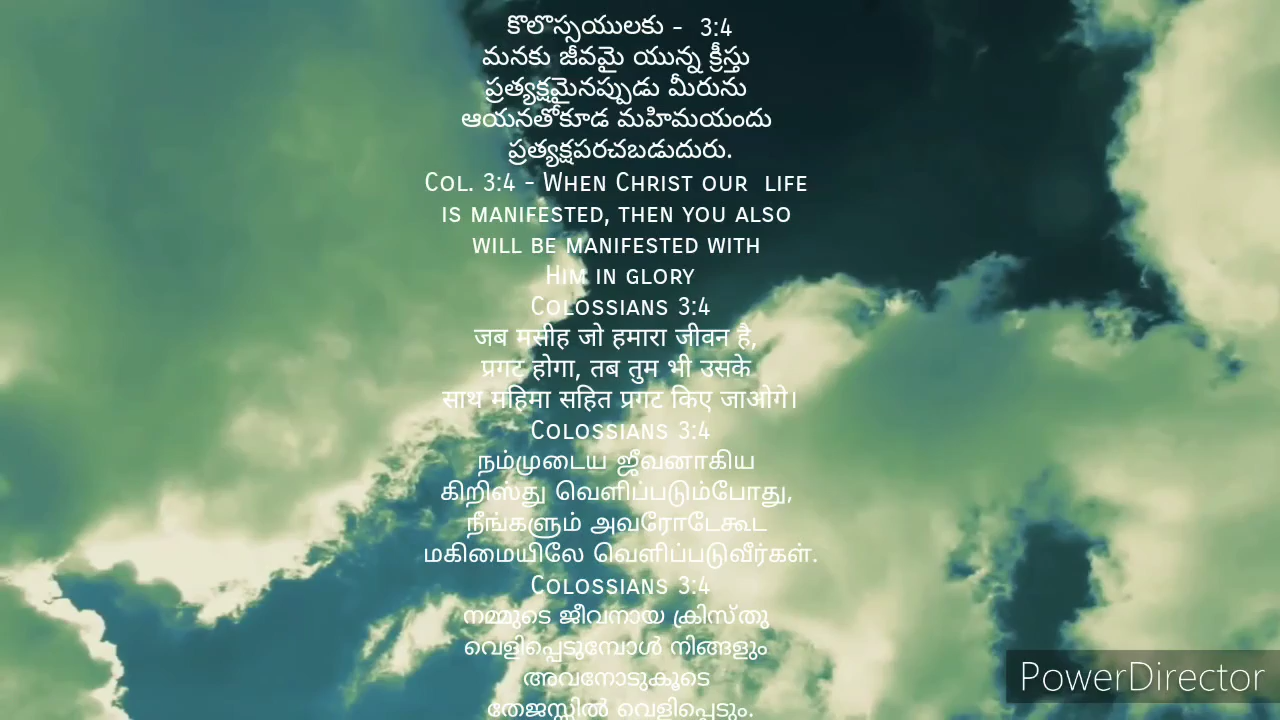 కొలొస్సయులకు - 3:4
మనకు జీవమై యున్న క్రీస్తు
ప్రత్యక్షమైనప్పుడు మీరును
ఆయనతోకూడ మహిమయందు
ప్రత్యక్షపరచబడుదురు.
Col. 3:4 - When Christ our life
is manifested, then you also
will be manifested with
Him in glory
Colossians 3:4
जब मसीह जो हमारा जीवन है,
प्रगट होगा, तब तुम भी उसके
साथ महिमा सहित प्रगट किए जाओगे।
Colossians 3:4
நம்முடைய ஜீவனாகிய
கிறிஸ்து வெளிப்படும்போது,
நீங்களும் அவரோடேகூட
மகிமையிலே வெளிப்படுவீர்கள்.
Colossians 3:4
നമ്മുടെ ജീവനായ ക്രിസ്തു
വെളിപ്പെടുമ്പോൾ നിങ്ങളും
അവനോടുകൂടെ
തേജസ്സിൽ വെളിപ്പെടും.
PowerDirector